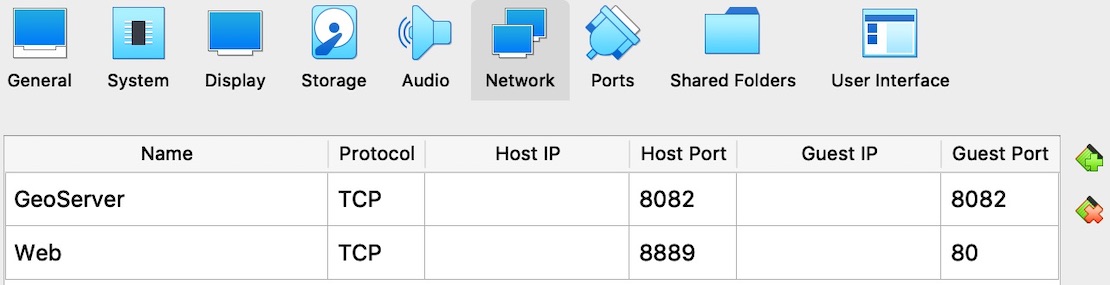 General System Display Storage Audio Network Ports Shared Folders User Interface
Name Protocol Host IP Host Port Guest IP Guest Port
GeoServer TCP 8082 8082
Web TCP 8889 80